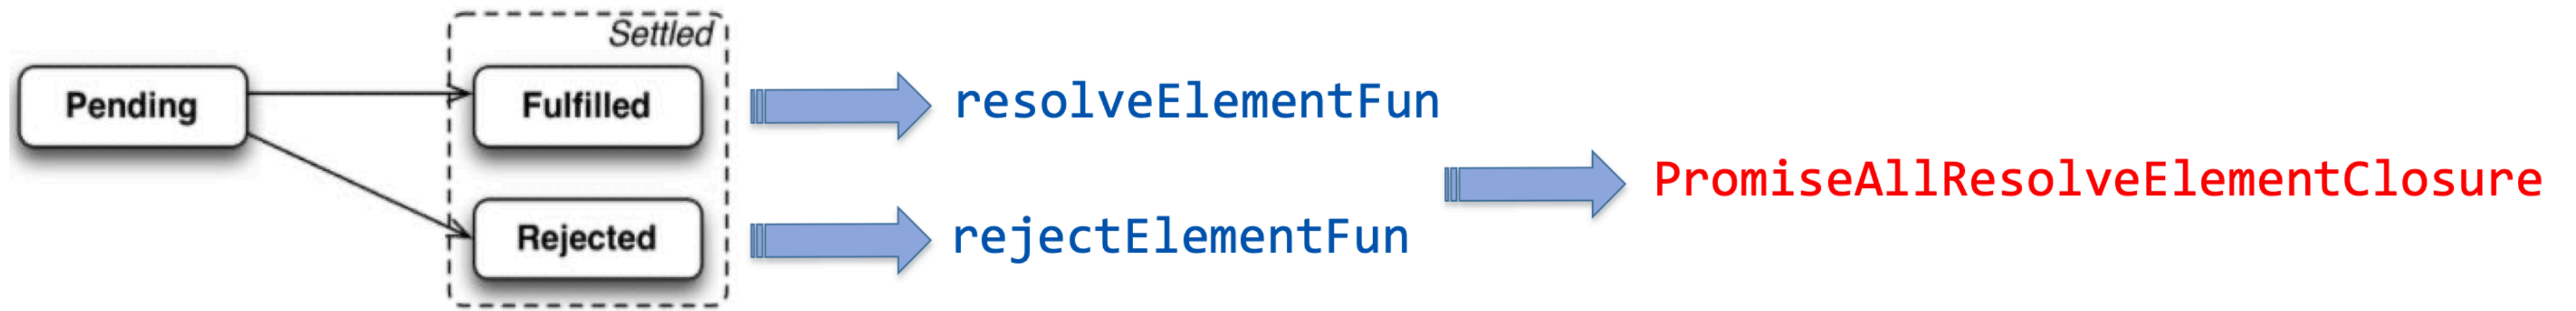 Settled
Pending
Fulfilled
resolveElementFun
PromiseAllResolveElementClosure
Rejected
rejectElementFun